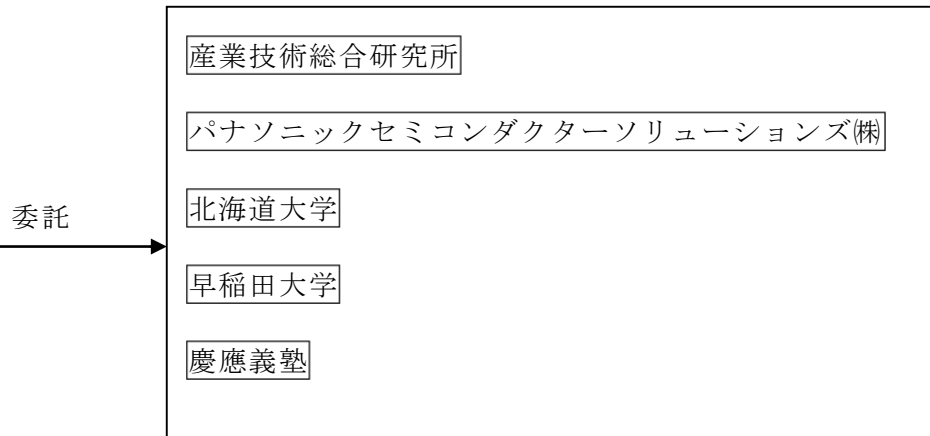 産業技術総合研究所
パナソニックセミコンダクターソリューションズ㈱
委託
北海道大学
早稲田大学
慶應義塾